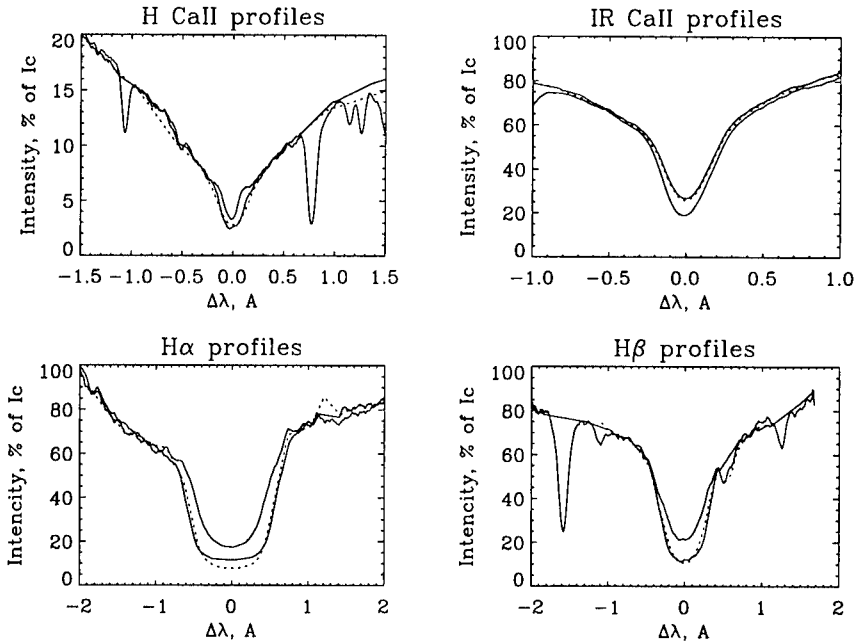 H CaII profiles
Intensity, % of Ic
20
15
10
5
0
−1.5 −1.0 −0.5 0.0 0.5 1.0 1.5
Δλ, A
IR CaII profiles
Intensity, % of Ic
100
80
60
40
20
0
−1.0 −0.5 0.0 0.5 1.0
Δλ, A
Hα profiles
Intencity, % of Ic
100
80
60
40
20
0
−2 −1 0 1 2
Δλ, A
Hβ profiles
Intencity, % of Ic
100
80
60
40
20
0
−2 −1 0 1 2
Δλ, A